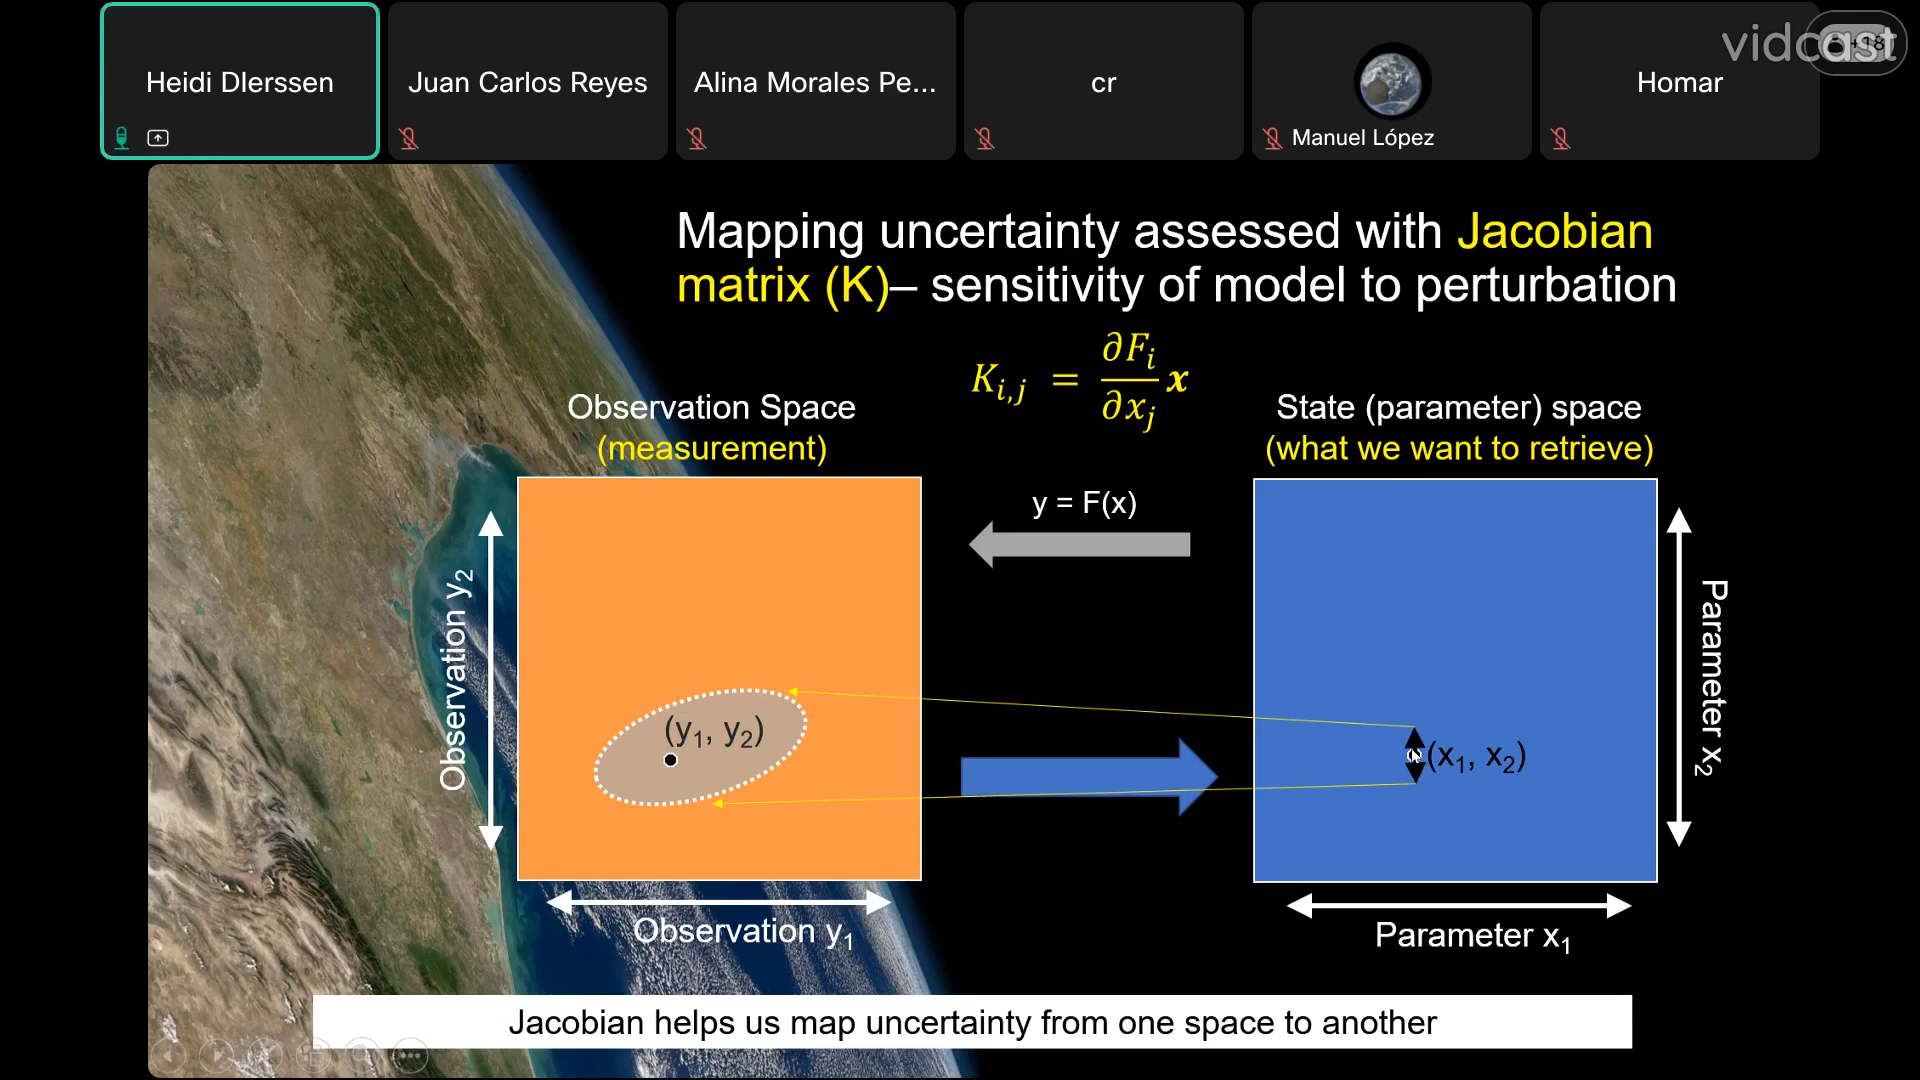 Heidi DIerssen
Juan Carlos Reyes
Alina Morales Pe...
cr
Manuel López
Homar
vidcast
+18
Mapping uncertainty assessed with Jacobian
matrix (K)– sensitivity of model to perturbation
K_{i,j} = ∂F_i/∂x_j x
Observation Space
(measurement)
State (parameter) space
(what we want to retrieve)
y = F(x)
Observation y₂
(y₁, y₂)
(x₁, x₂)
Parameter x₂
Observation y₁
Parameter x₁
Jacobian helps us map uncertainty from one space to another